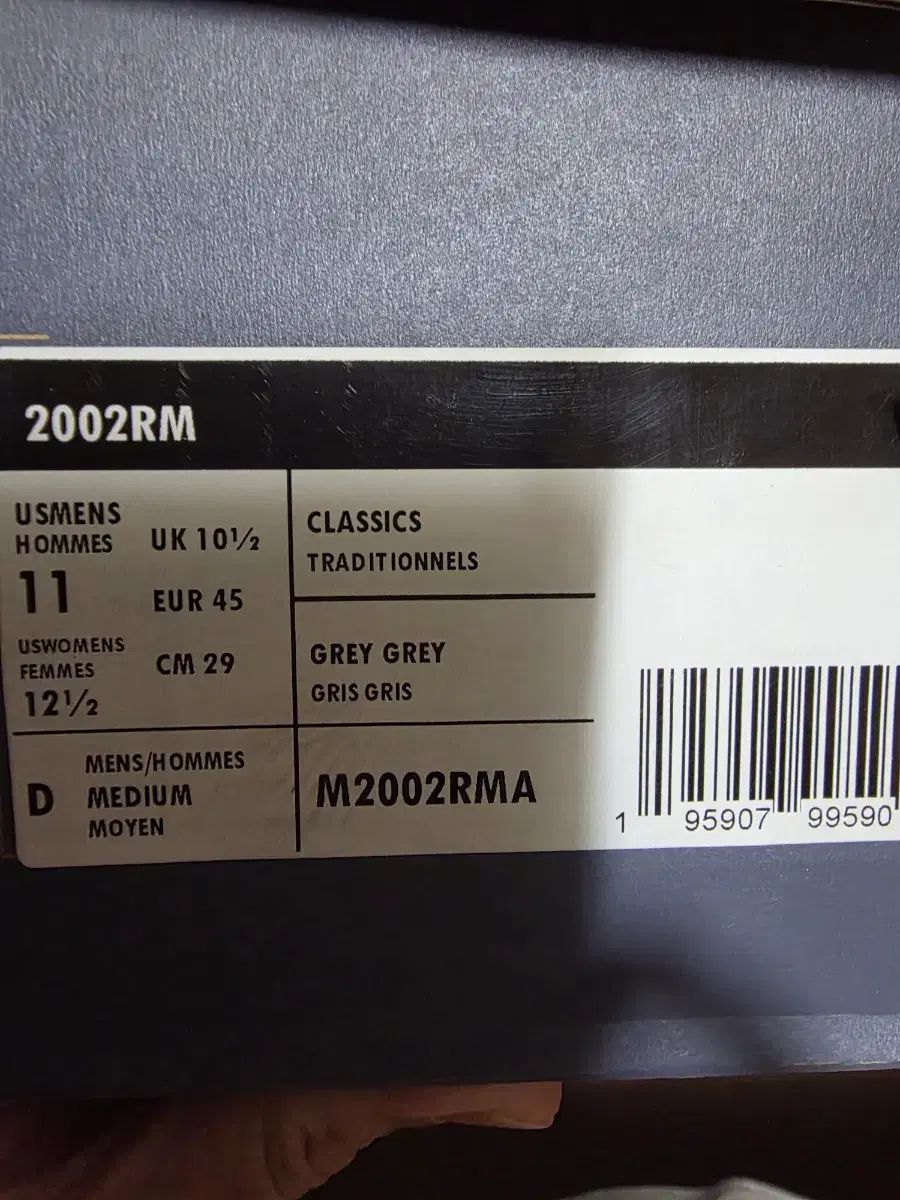 2002RM
USMENS
HOMMES
11
UK 10½
EUR 45
USWOMENS
FEMMES
12½
CM 29
D
MENS/HOMMES
MEDIUM
MOYEN
CLASSICS
TRADITIONNELS
GREY GREY
GRIS GRIS
M2002RMA
1 95907 99590